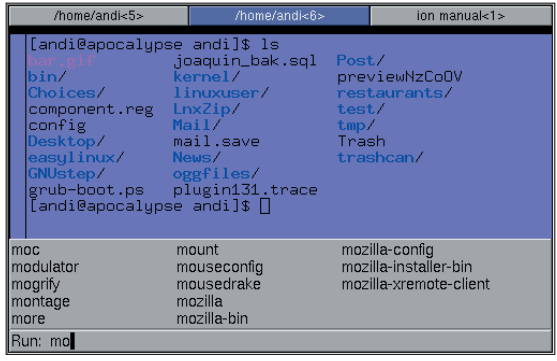 /home/andi<5> /home/andi<6> ion manual<1>
[andi@apocalypse andi]$ ls
bar.gif joaquin_bak.sql Post/
bin/ kernel/ previewNzCoOV
Choices/ linuxuser/ restaurants/
component.reg LnxZip/ test/
config Mail/ tmp/
Desktop/ mail.save Trash
easylinux/ News/ trashcan/
GNUstep/ oggfiles/
grub-boot.ps plugin131.trace
[andi@apocalypse andi]$
moc mount mozilla-config
modulator mouseconfig mozilla-installer-bin
mogrify mousedrake mozilla-xremote-client
montage mozilla
more mozilla-bin
Run: mo